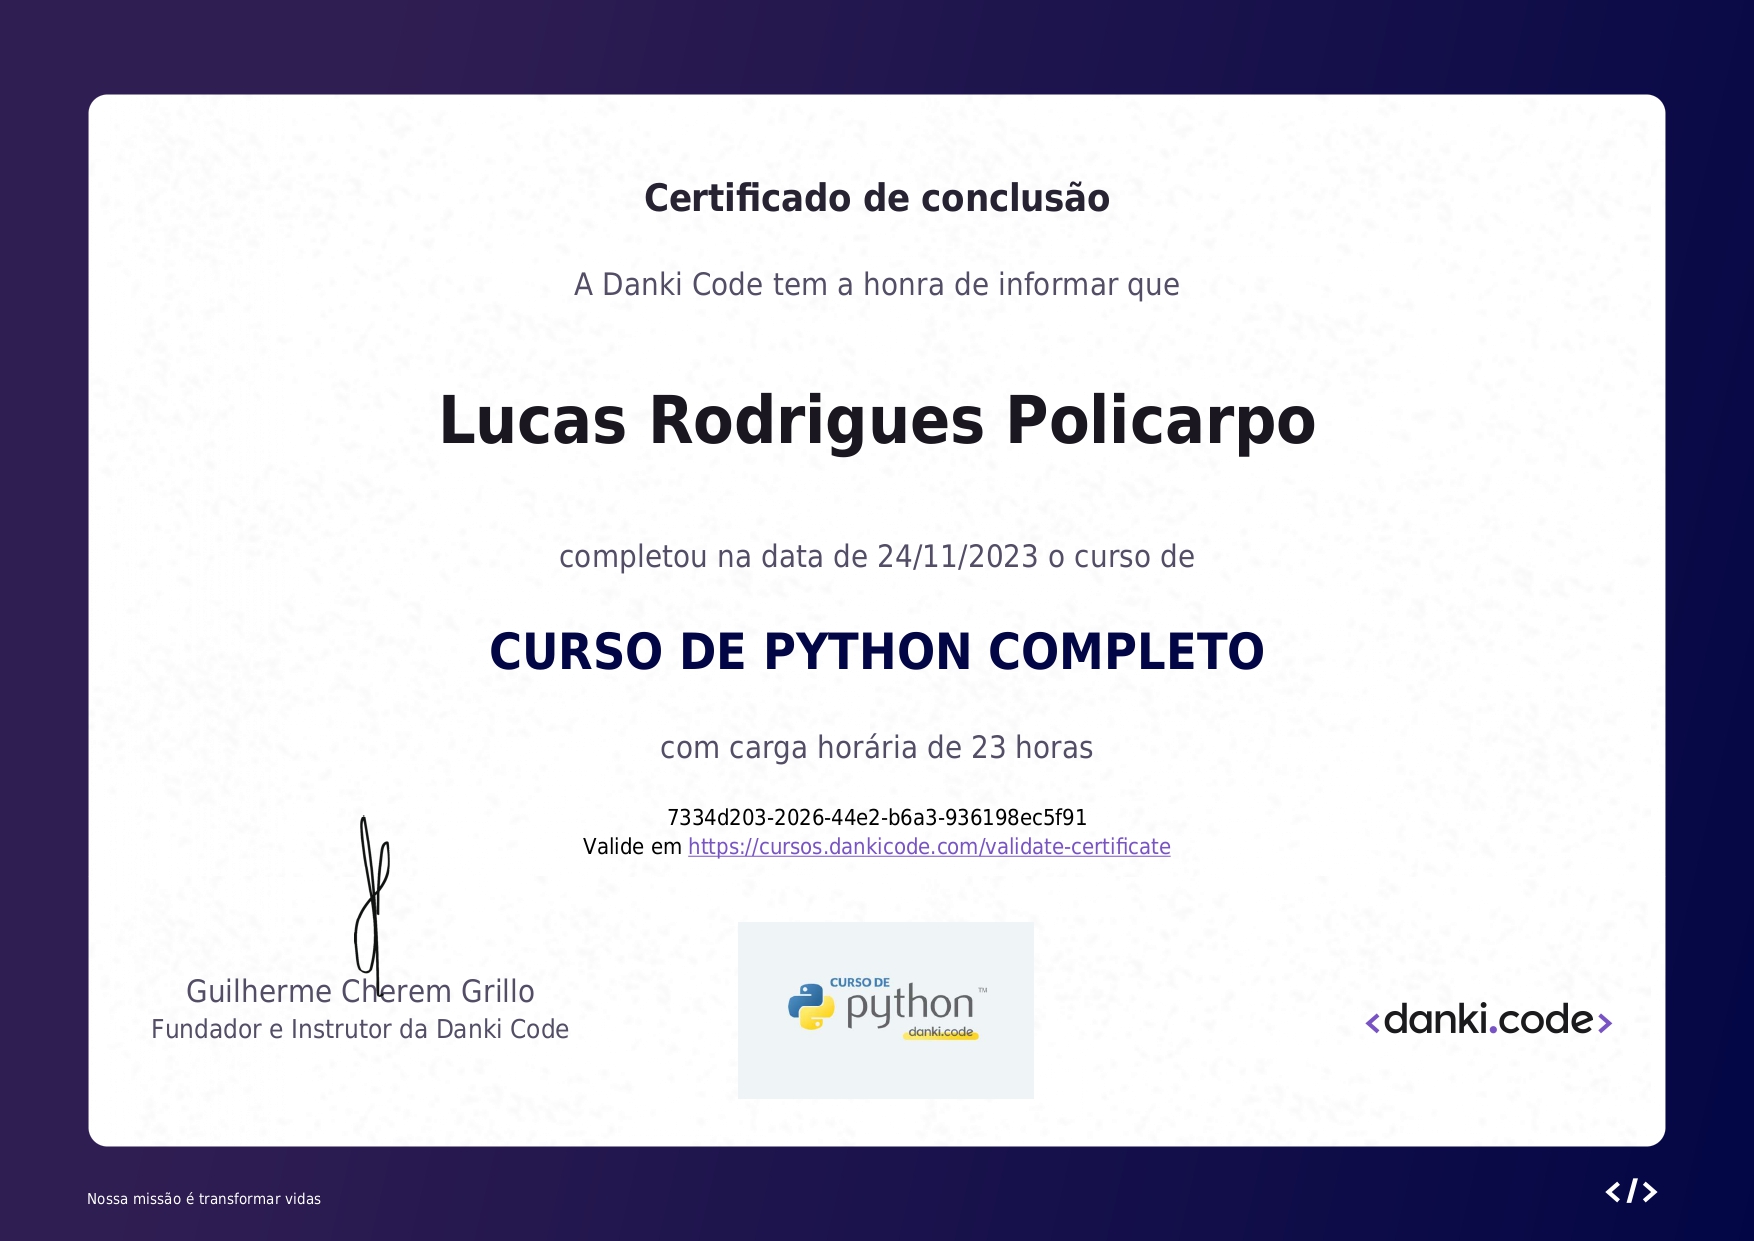 Certificado de conclusão
A Danki Code tem a honra de informar que
Lucas Rodrigues Policarpo
completou na data de 24/11/2023 o curso de
CURSO DE PYTHON COMPLETO
com carga horária de 23 horas
7334d203-2026-44e2-b6a3-936198ec5f91
Valide em https://cursos.dankicode.com/validate-certificate
Guilherme Cherem Grillo
Fundador e Instrutor da Danki Code
CURSO DE
python™
danki.code
<danki.code>
Nossa missão é transformar vidas
</>